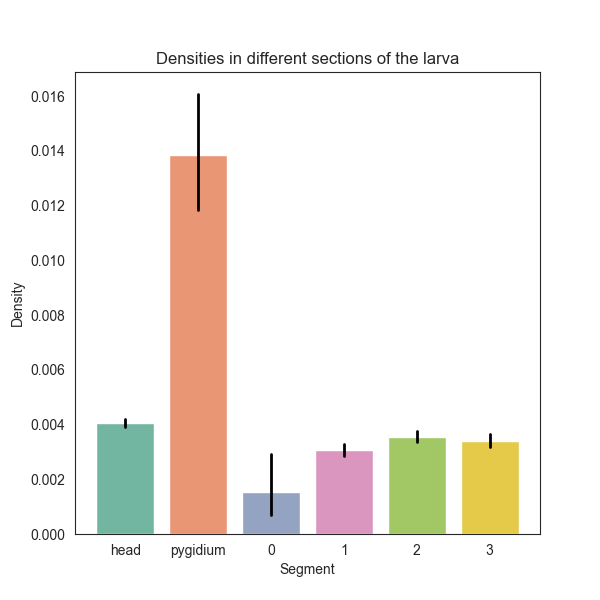 Densities in different sections of the larva
Density
0.016
0.014
0.012
0.010
0.008
0.006
0.004
0.002
0.000
head pygidium 0 1 2 3
Segment